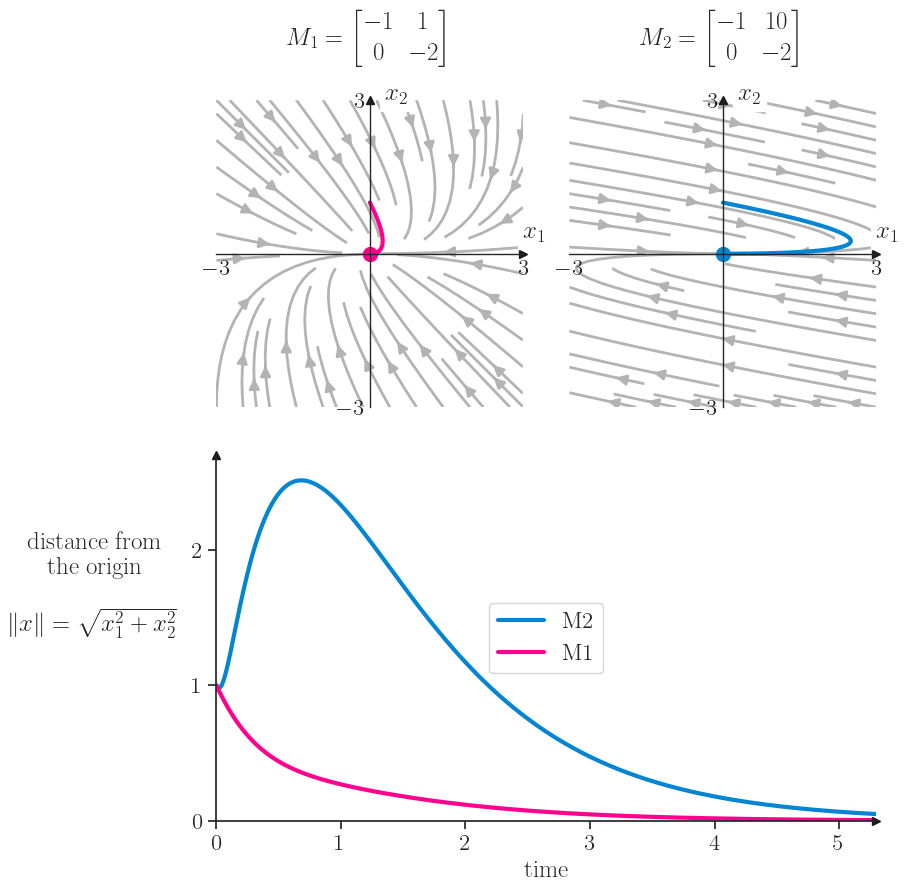 M₁ = [−1 1; 0 −2]
M₂ = [−1 10; 0 −2]
3 x₂
x₁
−3 3
−3
3 x₂
x₁
−3 3
−3
distance from
the origin
‖x‖ = √(x₁² + x₂²)
2
1
0
M2
M1
0 1 2 3 4 5
time